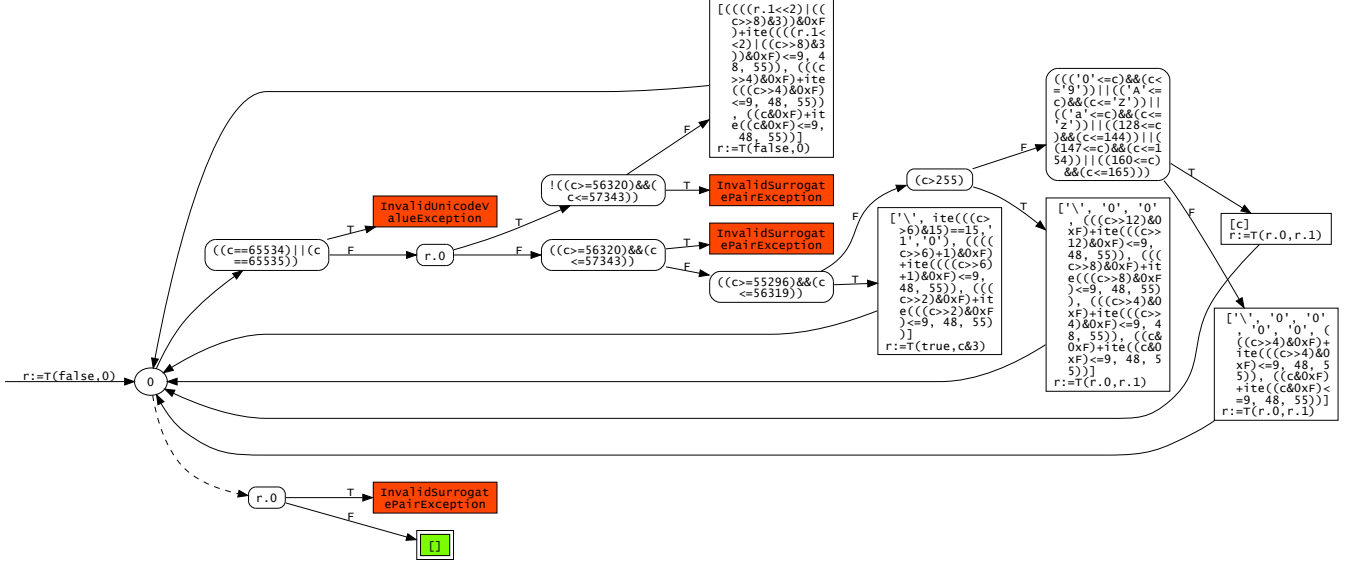 [((((r.1<<2)|((
c>>8)&3))&0xF
)+ite((((r.1<
<2)|((c>>8)&3
))&0xF)<=9, 4
8, 55)), (((c
>>4)&0xF)+ite
(((c>>4)&0xF)
<=9, 48, 55))
, ((c&0xF)+it
e((c&0xF)<=9,
48, 55))]
r:=T(false,0)
F
!((c>=56320)&&(
c<=57343))
T
InvalidSurrogat
ePairException
T
InvalidUnicodeV
alueException
T
((c==65534)||(c
==65535))
F
r.0
F
((c>=56320)&&(c
<=57343))
T
InvalidSurrogat
ePairException
F
((c>=55296)&&(c
<=56319))
F
T
(c>255)
F
T
((('0'<=c)&&(c<
='9'))||(('A'<=
c)&&(c<='Z'))||
(('a'<=c)&&(c<=
'z'))||((128<=c
)&&(c<=144))||(
(147<=c)&&(c<=1
54))||((160<=c)
&&(c<=165)))
T
F
[c]
r:=T(r.0,r.1)
['\', ite(((c>
>6)&15)==15,'
1','0'), ((((
c>>6)+1)&0xF)
+ite((((c>>6)
+1)&0xF)<=9,
48, 55)), (((
c>>2)&0xF)+it
e(((c>>2)&0xF
)<=9, 48, 55)
)]
r:=T(true,c&3)
['\', '0', '0'
, (((c>>12)&0
xF)+ite(((c>>
12)&0xF)<=9,
48, 55)), (((
c>>8)&0xF)+it
e(((c>>8)&0xF
)<=9, 48, 55)
), (((c>>4)&0
xF)+ite(((c>>
4)&0xF)<=9, 4
8, 55)), ((c&
0xF)+ite((c&0
xF)<=9, 48, 5
5))]
r:=T(r.0,r.1)
['\', '0', '0'
, '0', '0', (
((c>>4)&0xF)+
ite(((c>>4)&0
xF)<=9, 48, 5
5)), ((c&0xF)
+ite((c&0xF)<
=9, 48, 55))]
r:=T(r.0,r.1)
r:=T(false,0)
0
r.0
T
InvalidSurrogat
ePairException
F
[]